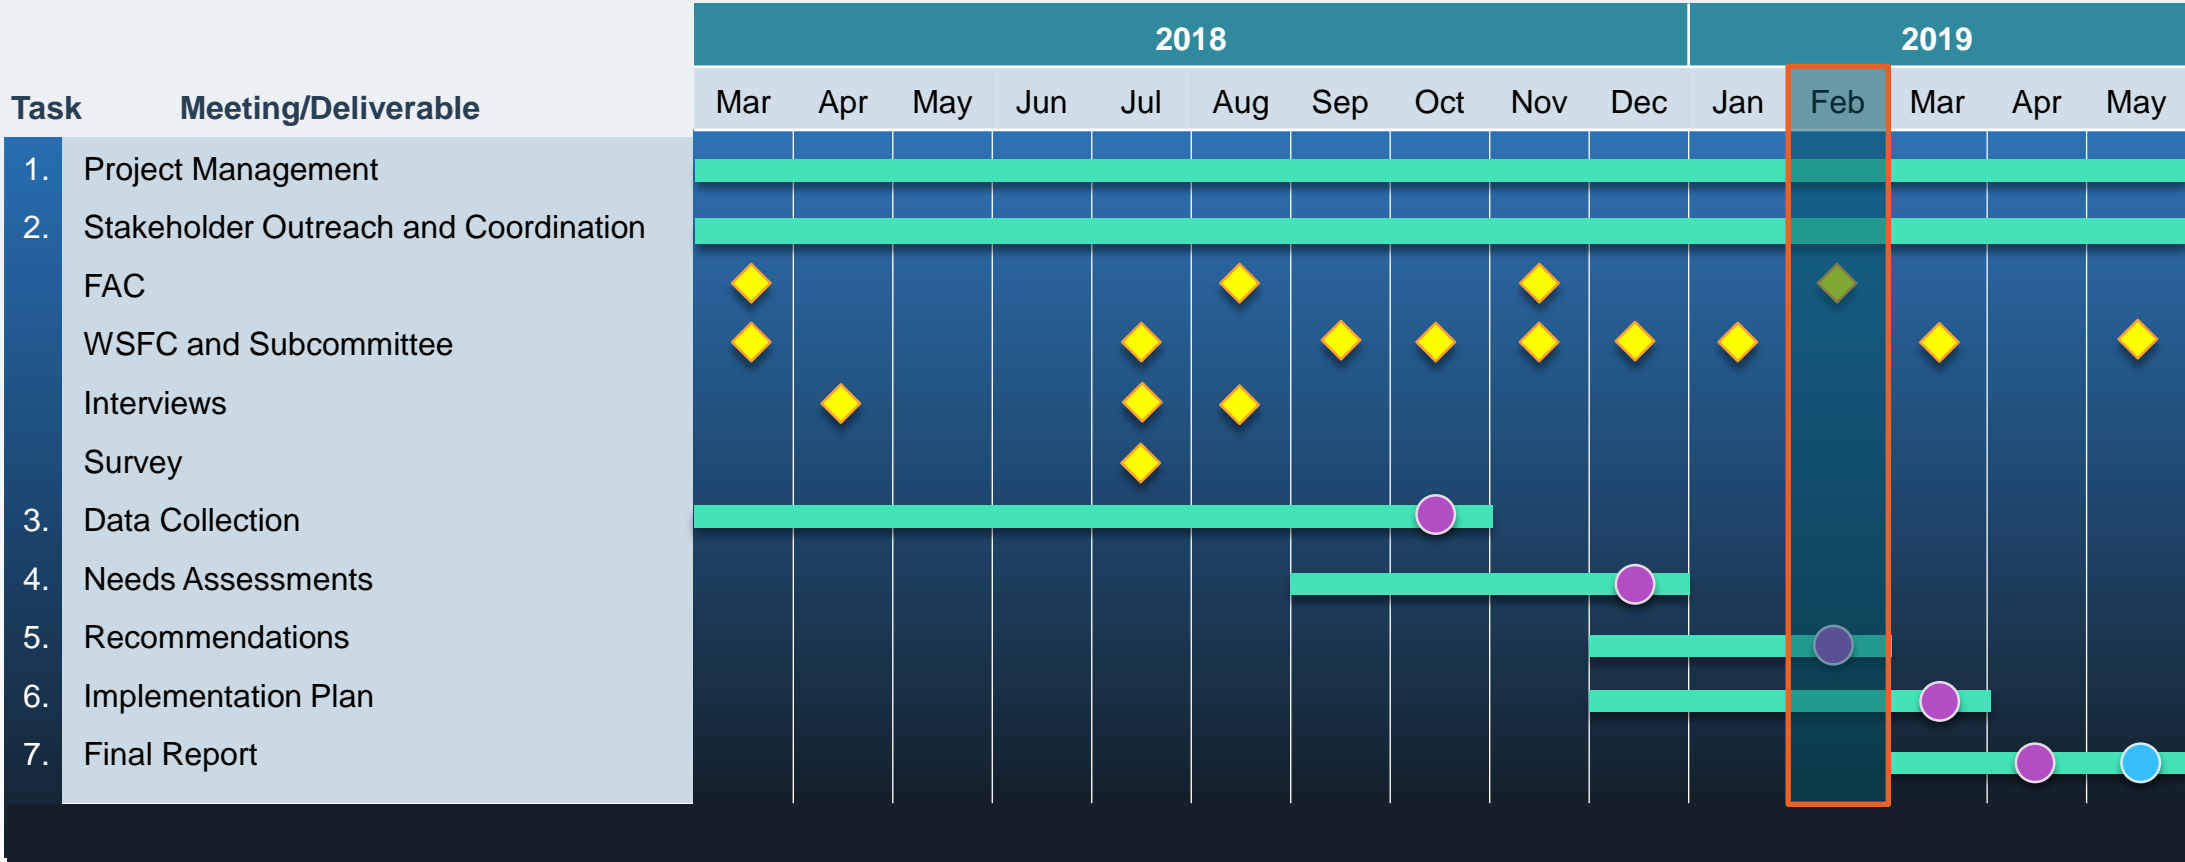 2018 2019
Task Meeting/Deliverable Mar Apr May Jun Jul Aug Sep Oct Nov Dec Jan Feb Mar Apr May
1. Project Management
2. Stakeholder Outreach and Coordination
FAC
WSFC and Subcommittee
Interviews
Survey
3. Data Collection
4. Needs Assessments
5. Recommendations
6. Implementation Plan
7. Final Report